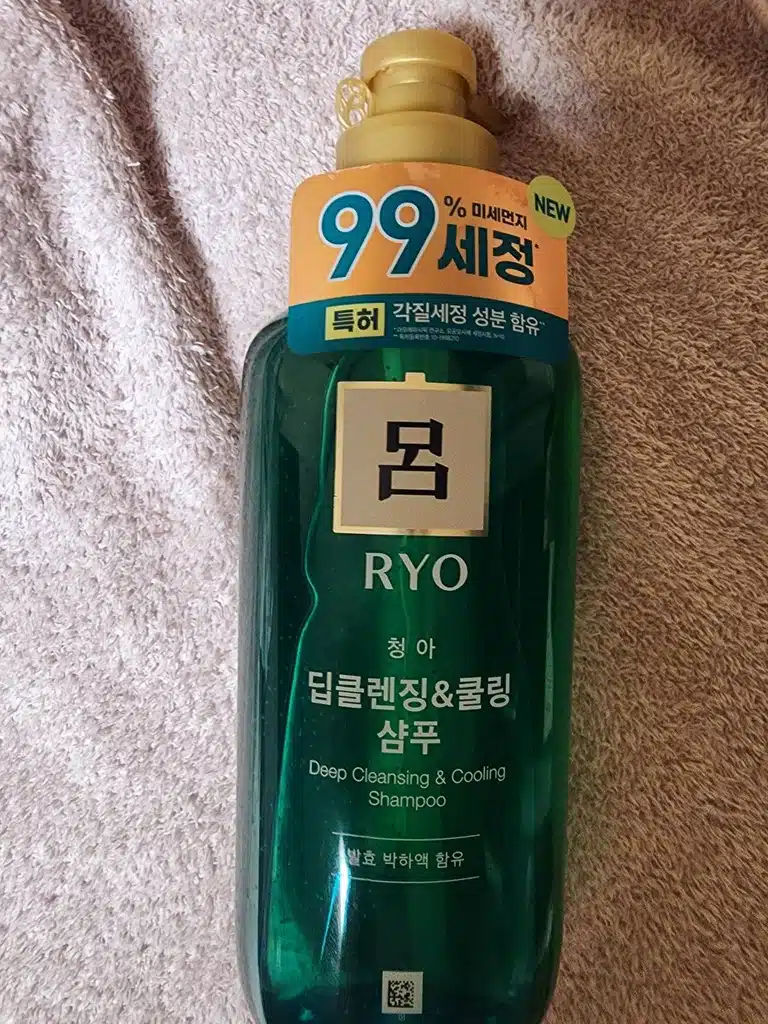 NEW
99% 미세먼지
세정*
특허 각질세정 성분 함유**
呂
RYO
청아
딥클렌징&쿨링
샴푸
Deep Cleansing & Cooling
Shampoo
발효 박하액 함유